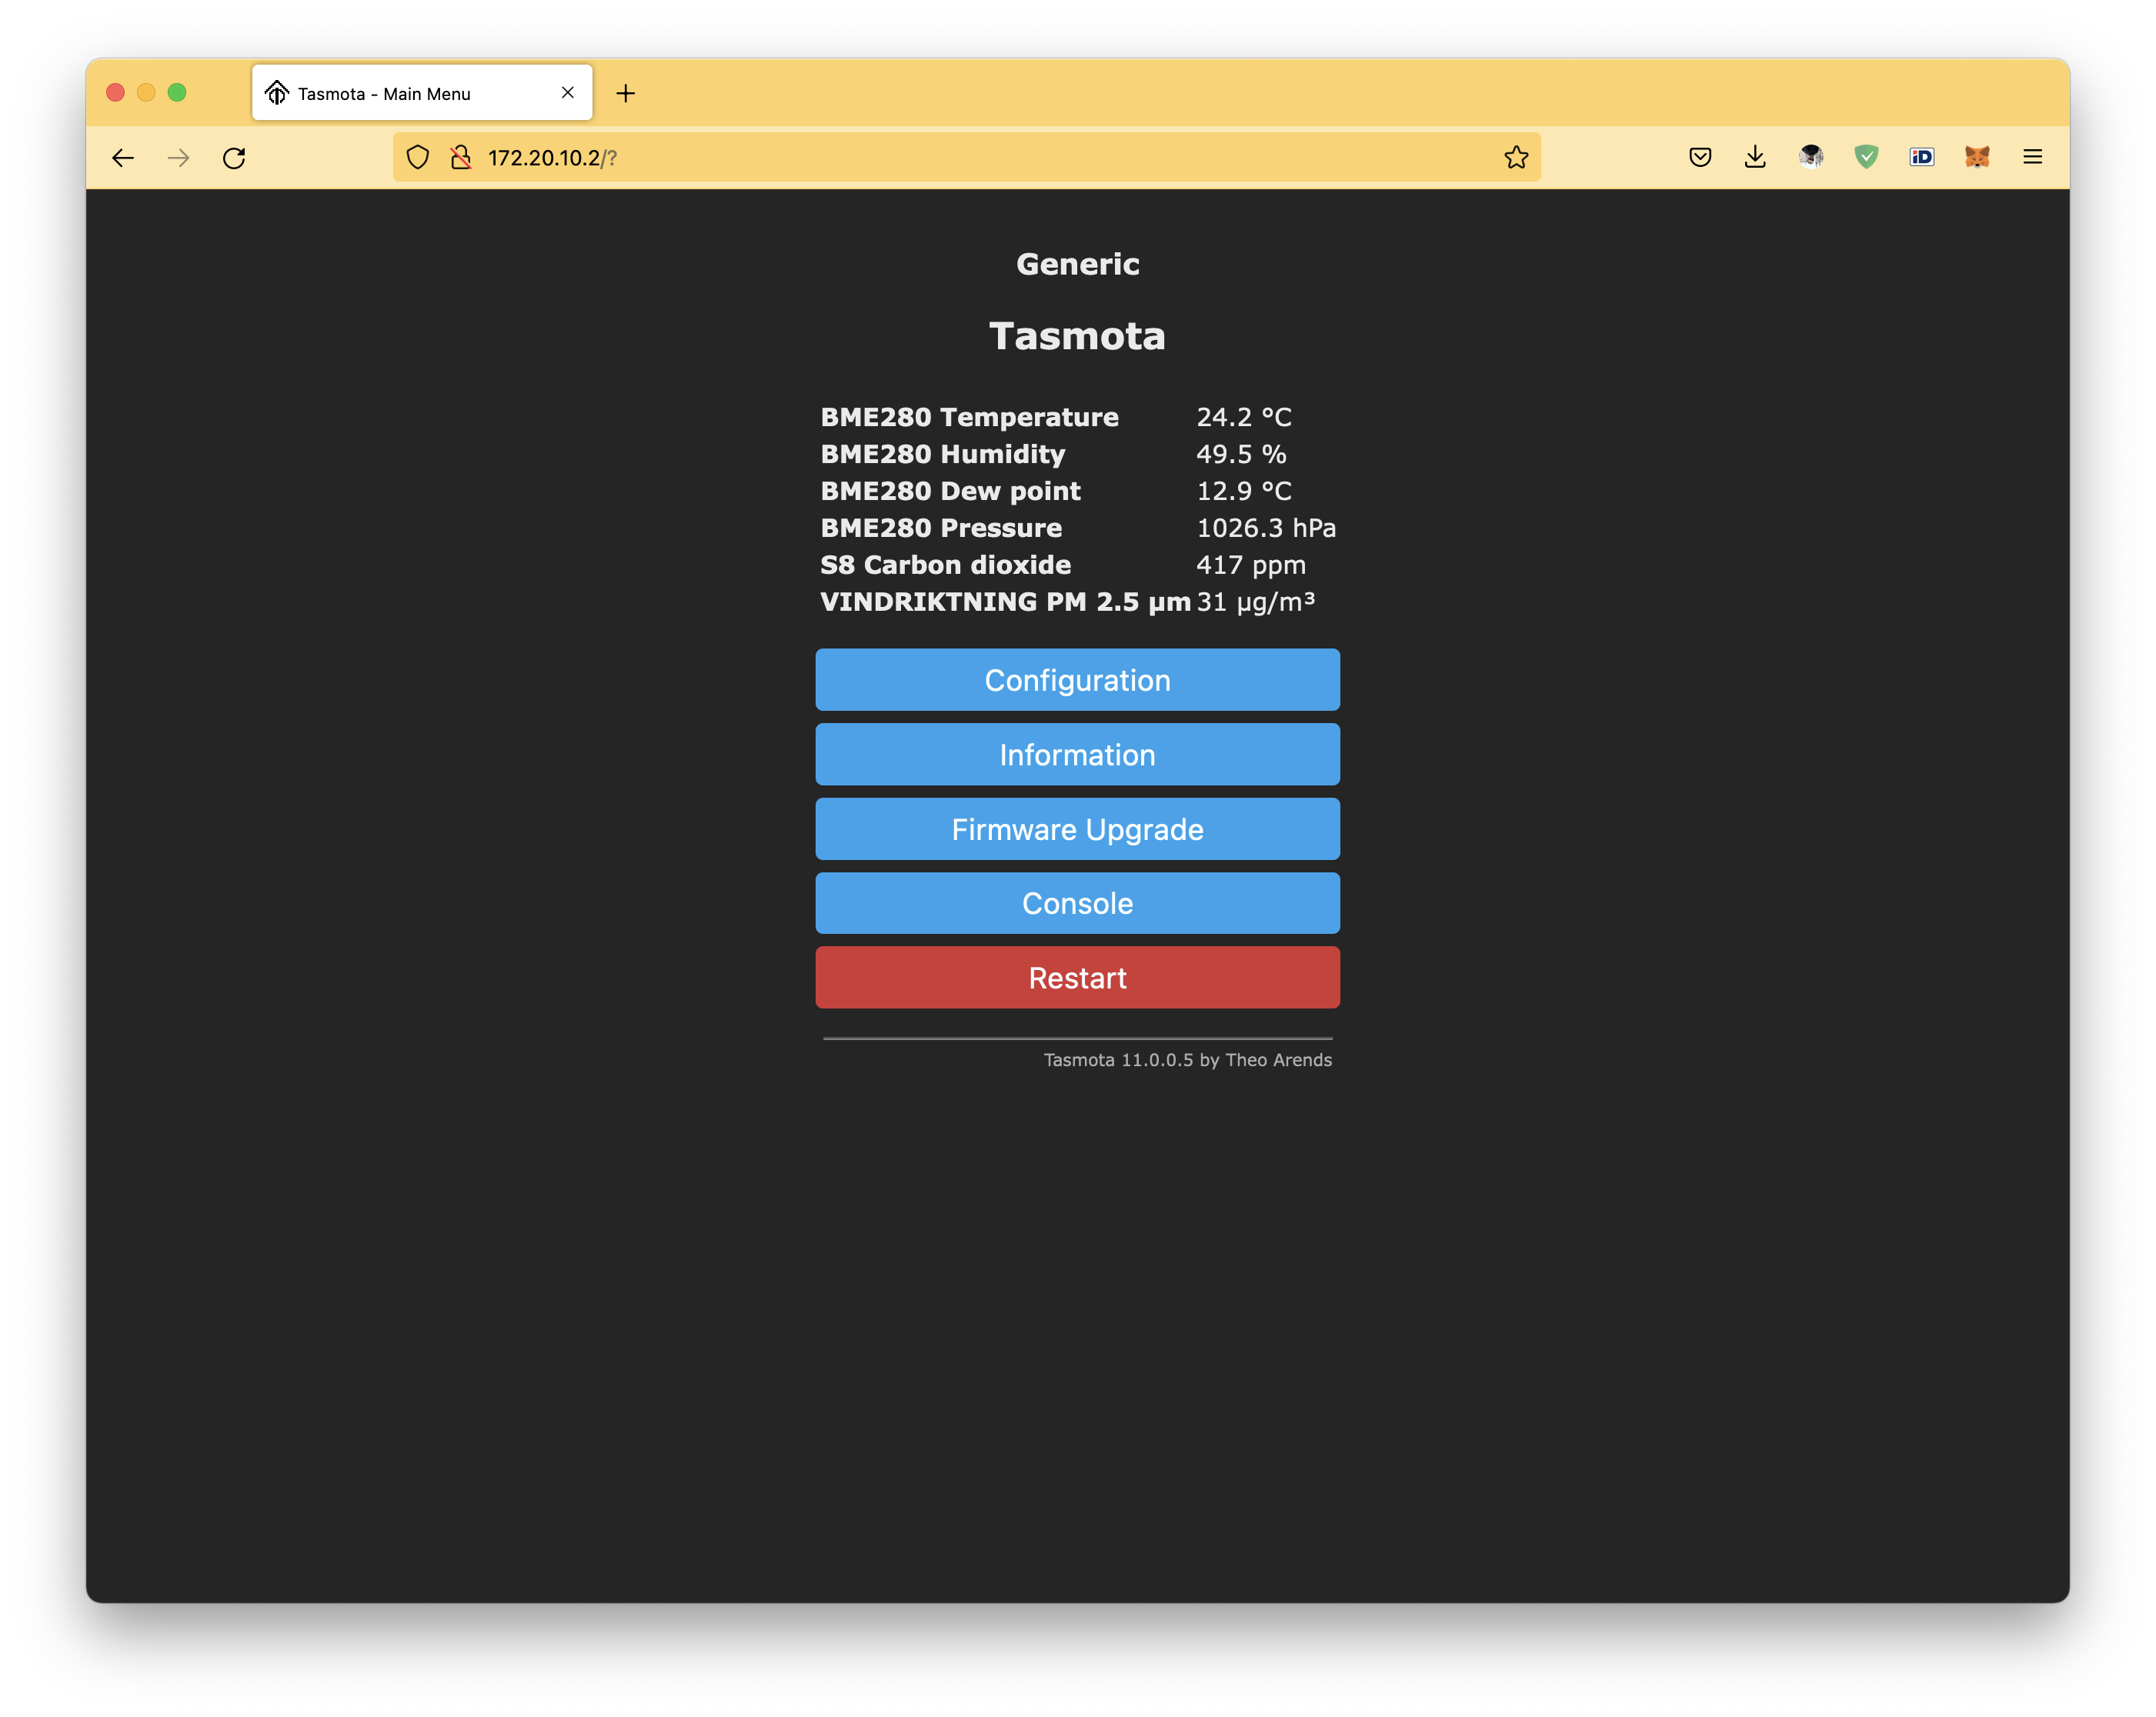 Tasmota - Main Menu
172.20.10.2/?
iD
Generic
Tasmota
BME280 Temperature 24.2 °C
BME280 Humidity 49.5 %
BME280 Dew point 12.9 °C
BME280 Pressure 1026.3 hPa
S8 Carbon dioxide 417 ppm
VINDRIKTNING PM 2.5 µm 31 µg/m³
Configuration
Information
Firmware Upgrade
Console
Restart
Tasmota 11.0.0.5 by Theo Arends